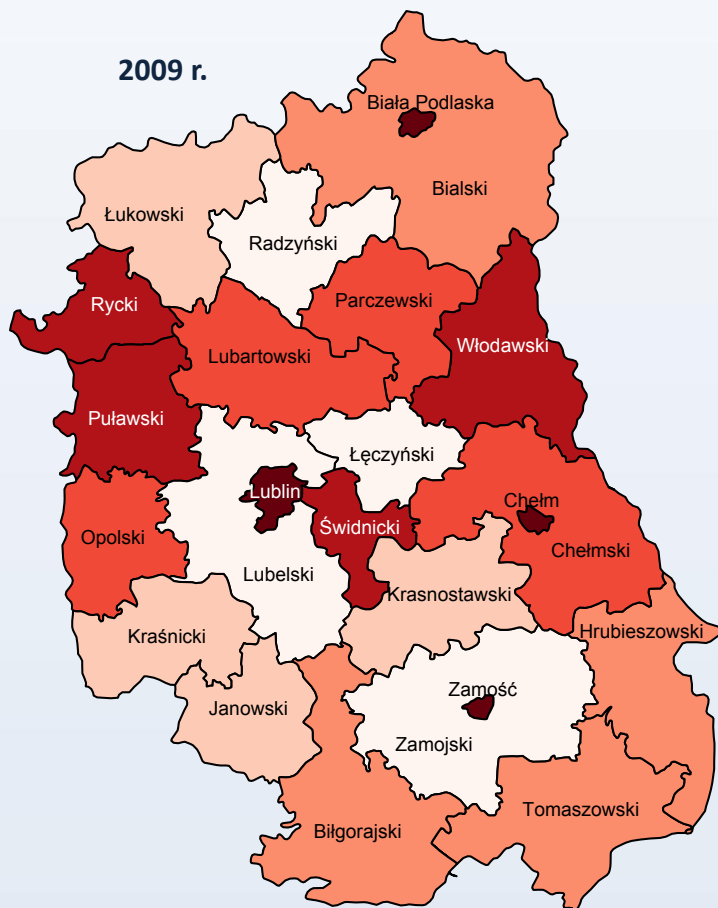 2009 r.
Biała Podlaska
Bialski
Łukowski
Radzyński
Rycki
Parczewski
Lubartowski
Włodawski
Puławski
Łęczyński
Lublin
Chełm
Świdnicki
Opolski
Chełmski
Lubelski
Krasnostawski
Kraśnicki
Hrubieszowski
Zamość
Janowski
Zamojski
Tomaszowski
Biłgorajski